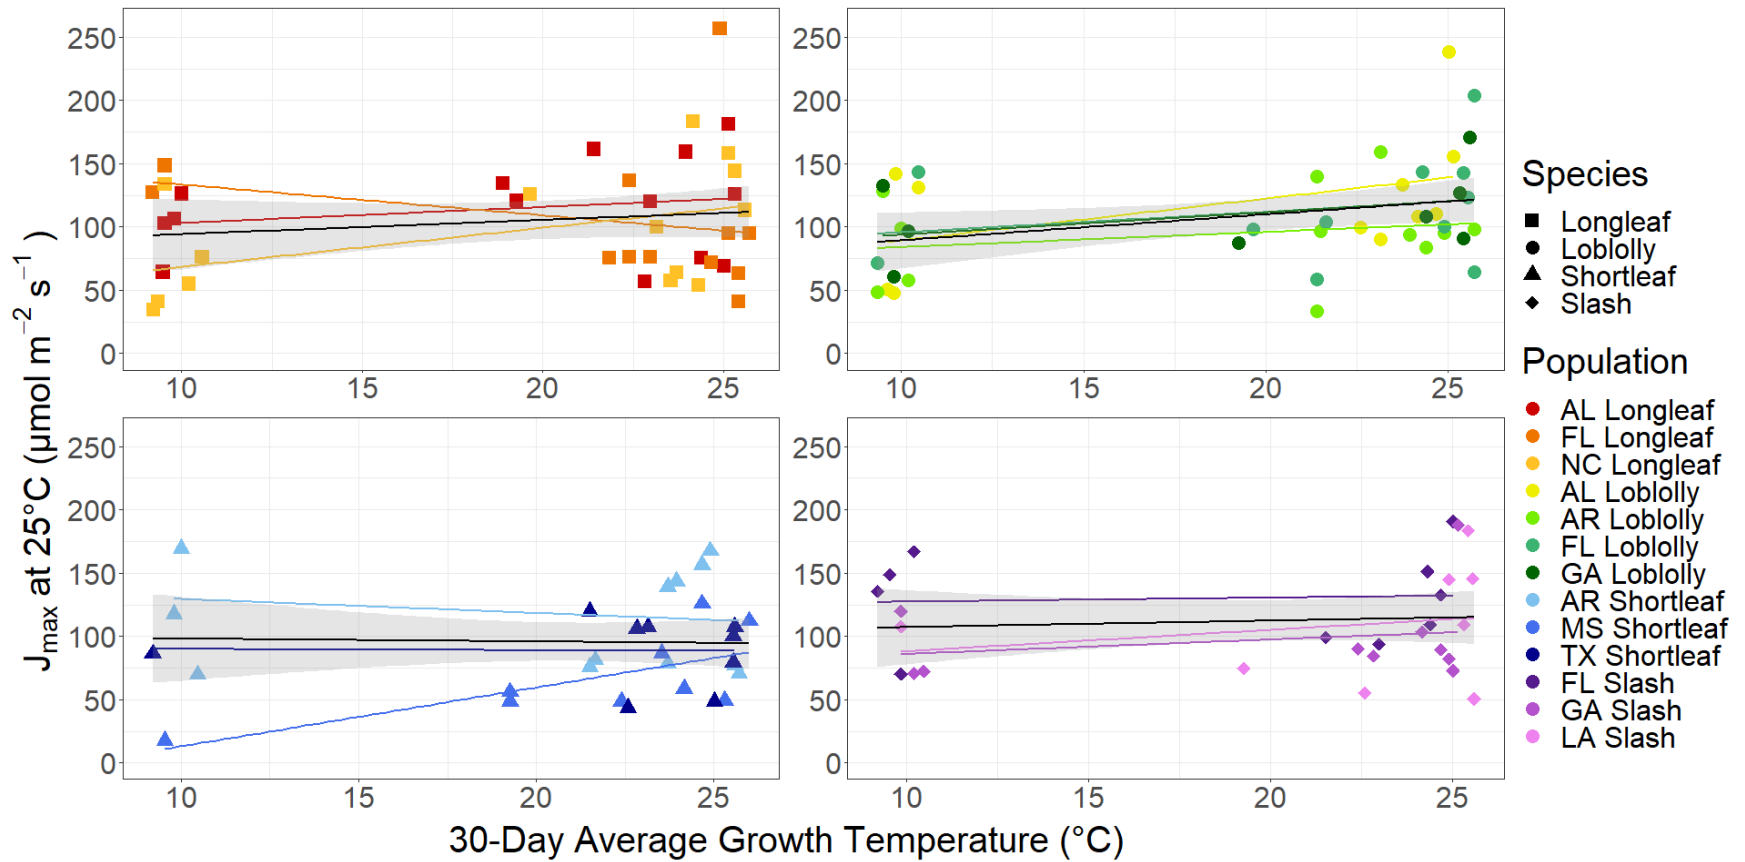 250
200
150
100
50
0
10
15
20
25
250
200
150
100
50
0
10
15
20
25
250
200
150
100
50
0
10
15
20
25
250
200
150
100
50
0
10
15
20
25
Jmax at 25°C (μmol m−2 s−1)
30-Day Average Growth Temperature (°C)
Species
Longleaf
Loblolly
Shortleaf
Slash
Population
AL Longleaf
FL Longleaf
NC Longleaf
AL Loblolly
AR Loblolly
FL Loblolly
GA Loblolly
AR Shortleaf
MS Shortleaf
TX Shortleaf
FL Slash
GA Slash
LA Slash